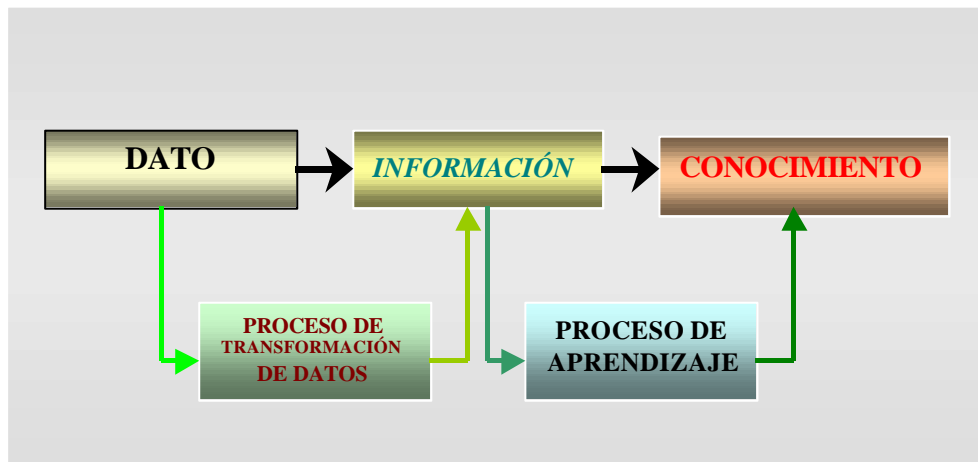 DATO
INFORMACIÓN
CONOCIMIENTO
PROCESO DE
TRANSFORMACIÓN
DE DATOS
PROCESO DE
APRENDIZAJE